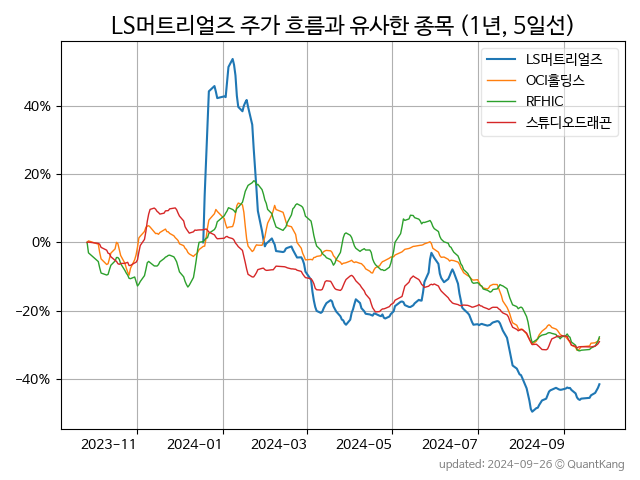 LS머트리얼즈 주가 흐름과 유사한 종목 (1년, 5일선)
LS머트리얼즈
OCI홀딩스
RFHIC
스튜디오드래곤
40%
20%
0%
−20%
−40%
2023−11
2024−01
2024−03
2024−05
2024−07
2024−09
updated: 2024-09-26 © QuantKang